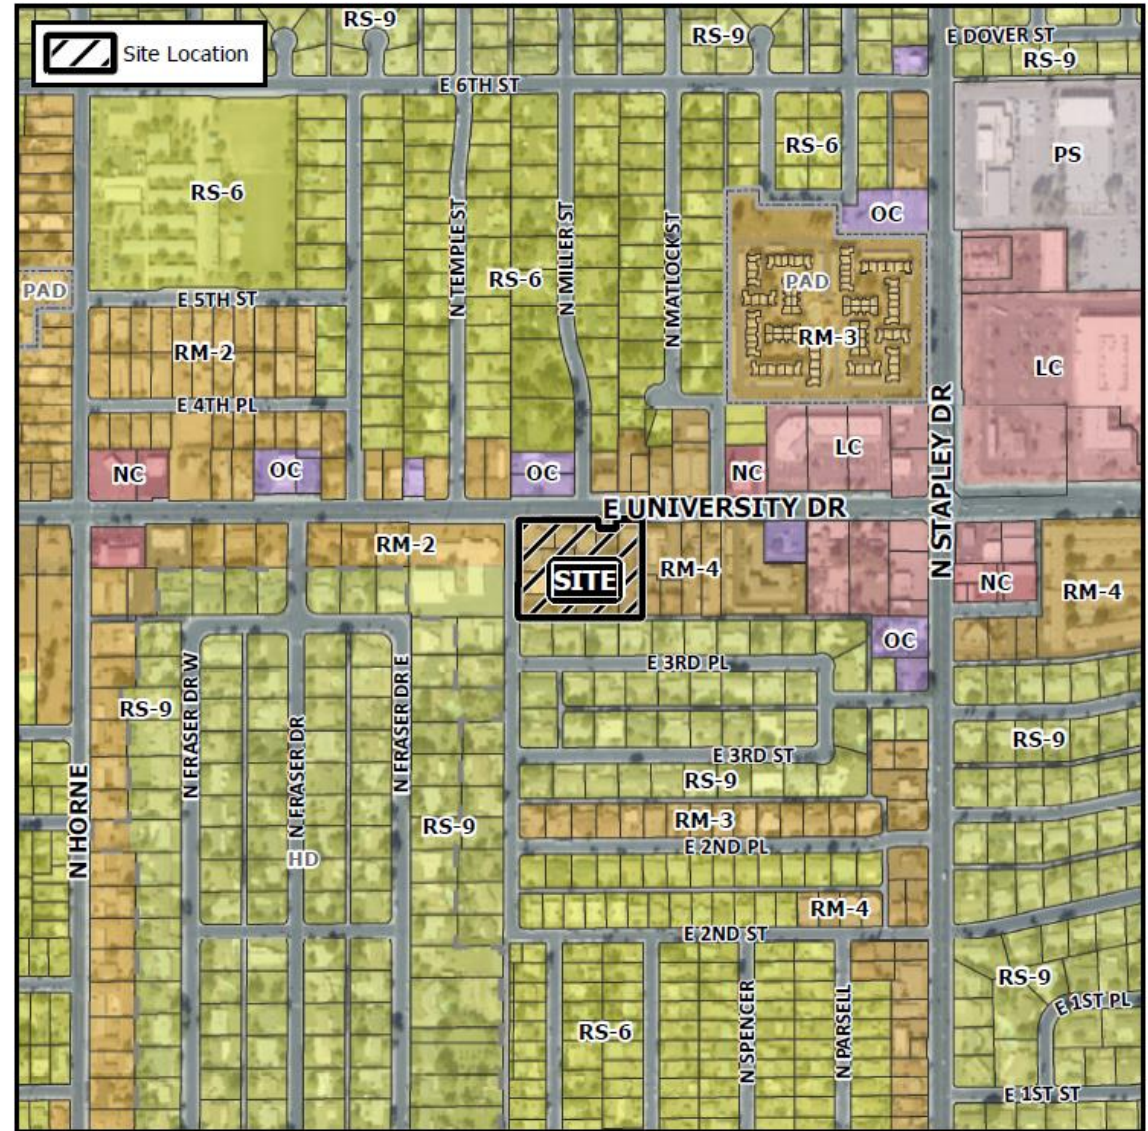 RS-9
Site Location
RS-9
E DOVER ST
RS-9
E 6TH ST
RS-6
PS
RS-6
OC
N TEMPLE ST
N MILLER ST
N MATLOCK ST
RS-6
PAD
PAD
E 5TH ST
RM-3
RM-2
LC
E 4TH PL
N STAPLEY DR
LC
NC
OC
OC
NC
E UNIVERSITY DR
RM-2
SITE
RM-4
NC
RM-4
OC
E 3RD PL
N FRASER DR W
N FRASER DR E
RS-9
N FRASER DR
RS-9
E 3RD ST
RS-9
N HORNE
RS-9
RM-3
E 2ND PL
HD
RM-4
E 2ND ST
RS-9
E 1ST PL
RS-6
N SPENCER
N PARSELL
E 1ST ST